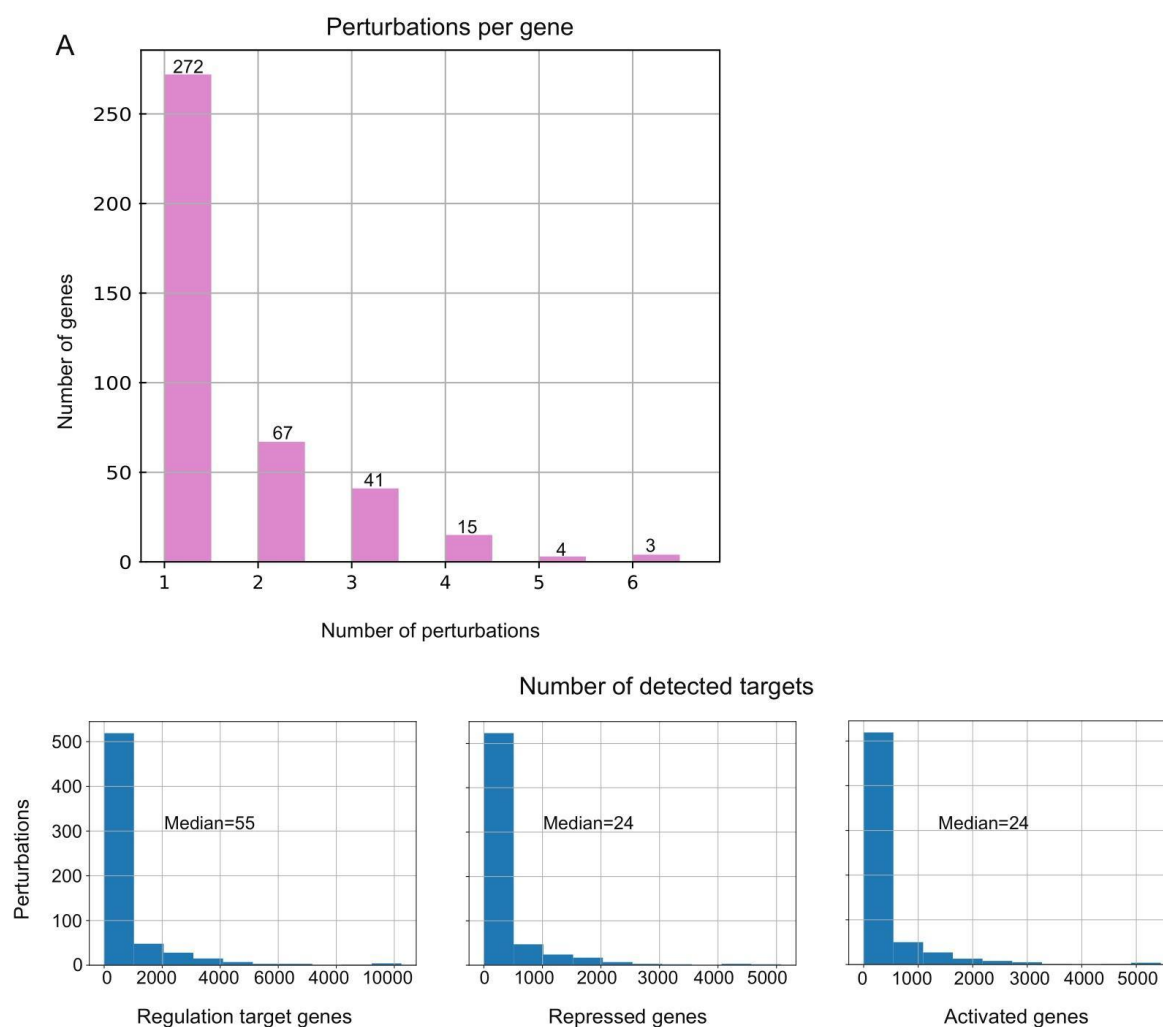 A
Perturbations per gene
272
250
200
150
100
50
0
67
41
15
4
3
1 2 3 4 5 6
Number of genes
Number of perturbations
Number of detected targets
500
400
300
200
100
0
Perturbations
Median=55
0 2000 4000 6000 4000 10000
Regulation target genes
Median=24
0 1000 2000 3000 4000 5000
Repressed genes
Median=24
0 1000 2000 3000 4000 5000
Activated genes